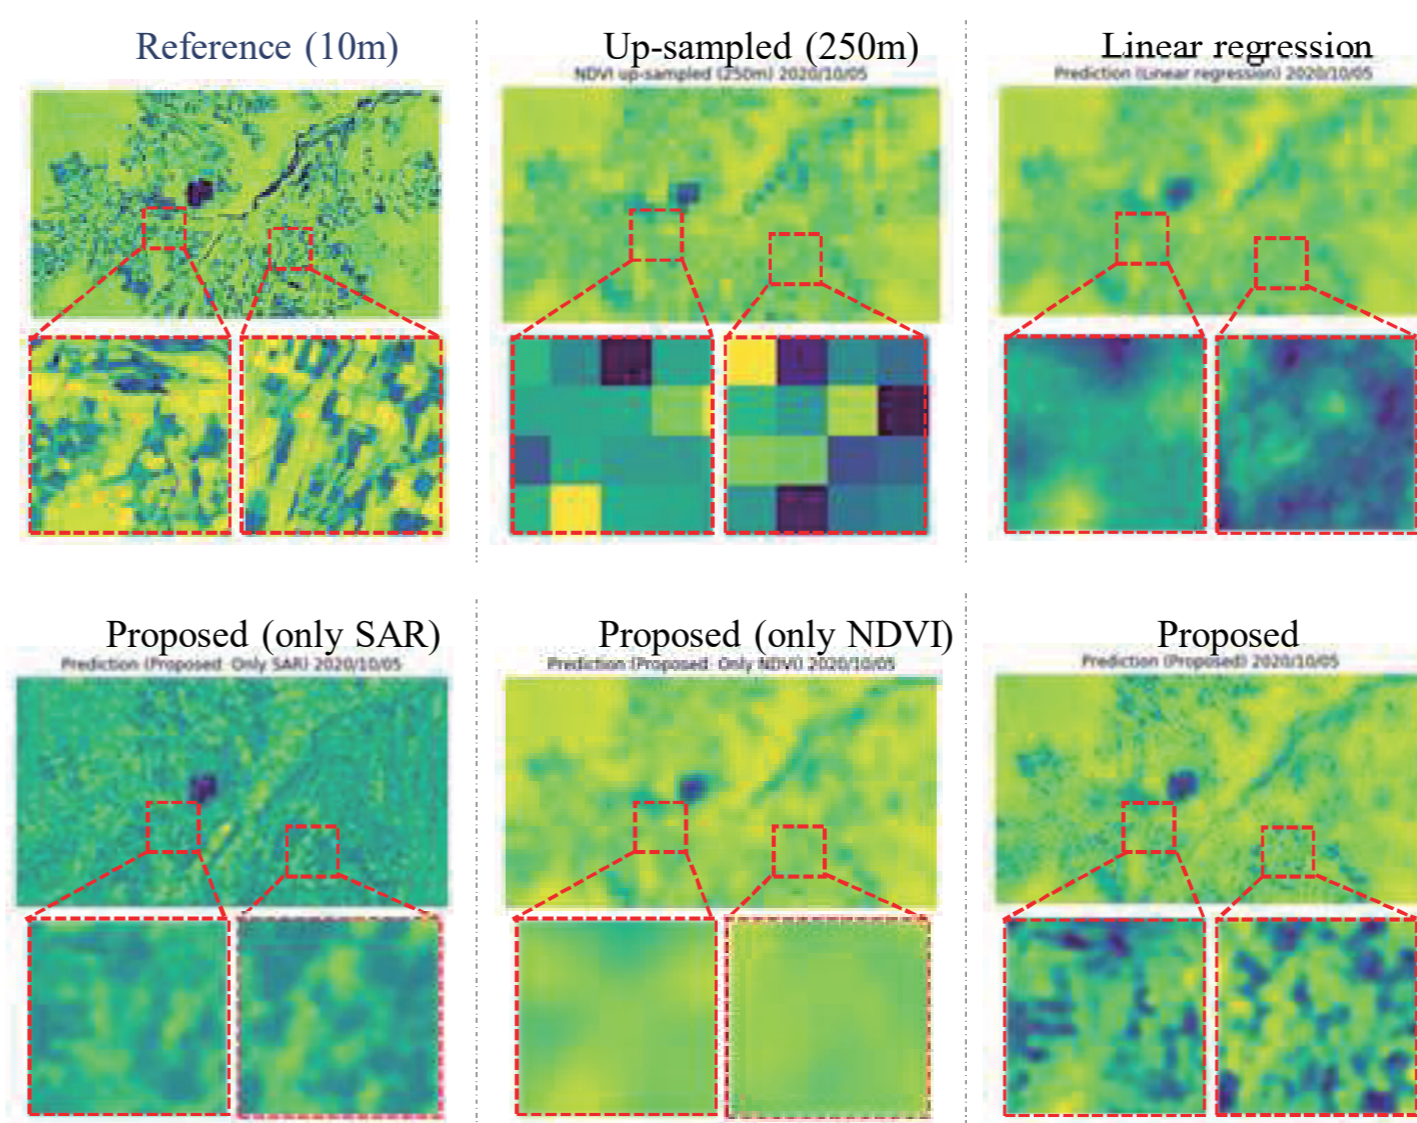 Reference (10m)
Up-sampled (250m)
NDVI up-sampled (250m) 2020/10/05
Linear regression
Prediction (Linear regression) 2020/10/05
Proposed (only SAR)
Prediction (Proposed Only SAR) 2020/10/05
Proposed (only NDVI)
Prediction (Proposed Only NDVI) 2020/10/05
Proposed
Prediction (Proposed) 2020/10/05